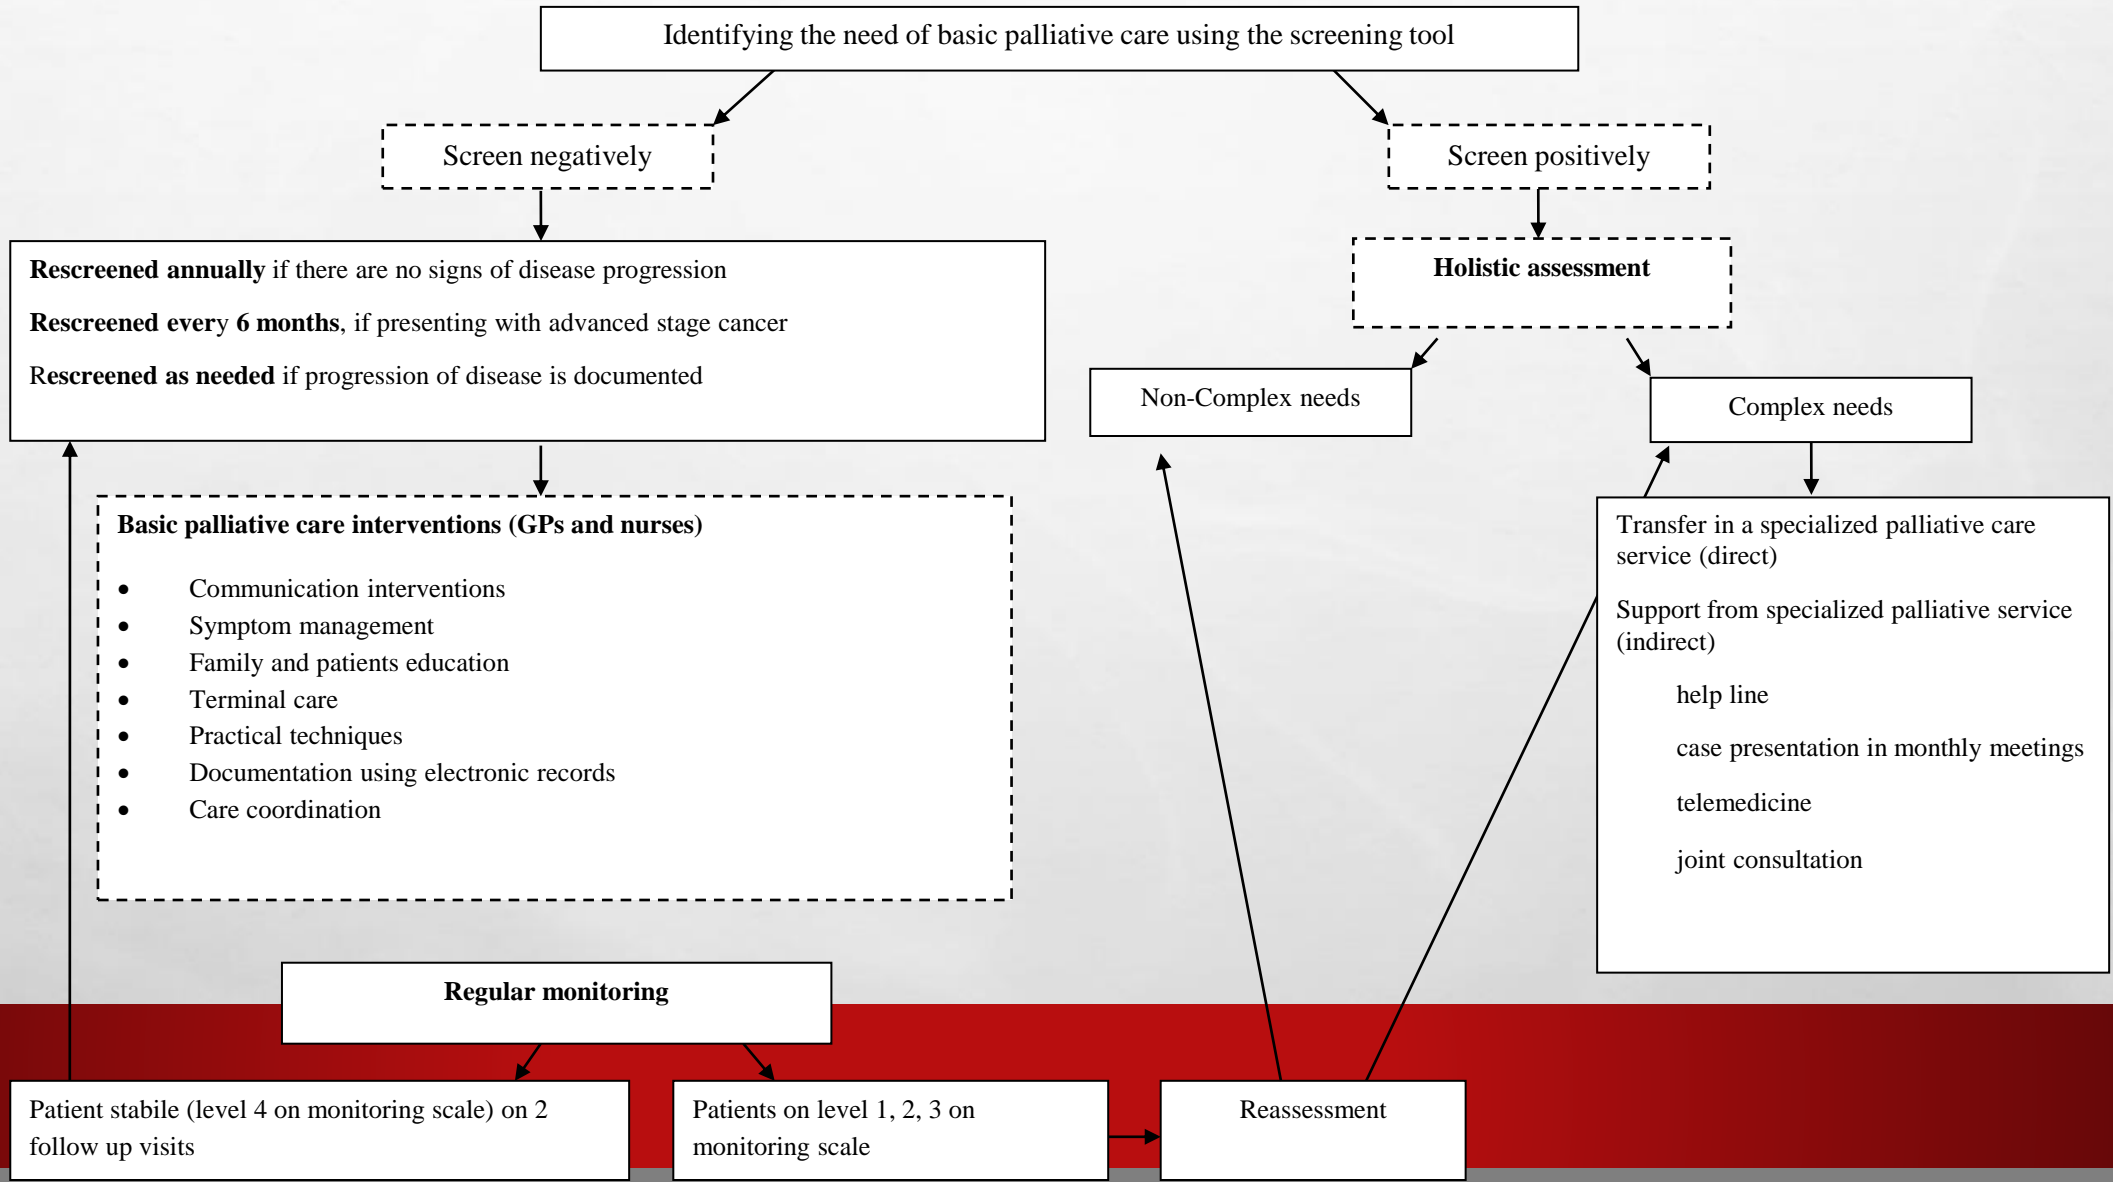 Identifying the need of basic palliative care using the screening tool
Screen negatively
Screen positively
Rescreened annually if there are no signs of disease progression
Rescreened every 6 months, if presenting with advanced stage cancer
Rescreened as needed if progression of disease is documented
Holistic assessment
Non-Complex needs
Complex needs
Basic palliative care interventions (GPs and nurses)
• Communication interventions
• Symptom management
• Family and patients education
• Terminal care
• Practical techniques
• Documentation using electronic records
• Care coordination
Transfer in a specialized palliative care
service (direct)
Support from specialized palliative service
(indirect)
help line
case presentation in monthly meetings
telemedicine
joint consultation
Regular monitoring
Patient stabile (level 4 on monitoring scale) on 2
follow up visits
Patients on level 1, 2, 3 on
monitoring scale
Reassessment